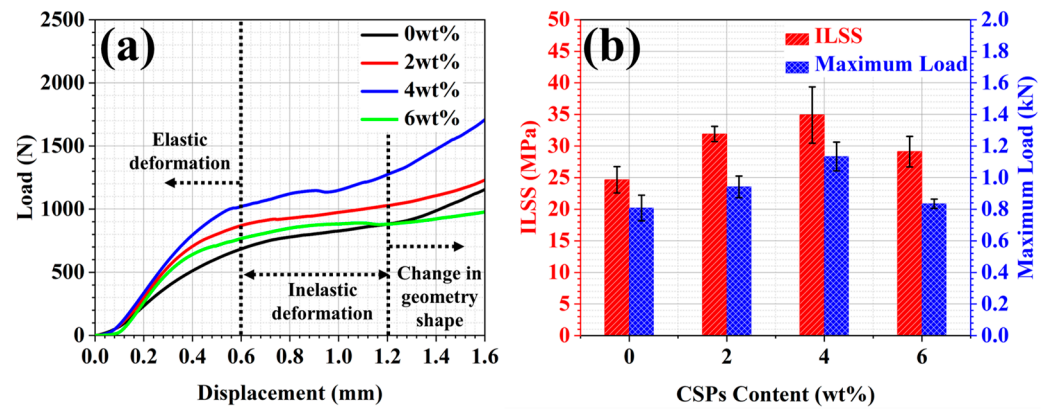 (a)
0wt%
2wt%
4wt%
6wt%
Elastic
deformation
Inelastic
deformation
Change in
geometry
shape
Load (N)
2500
2000
1500
1000
500
0
0.0 0.2 0.4 0.6 0.8 1.0 1.2 1.4 1.6
Displacement (mm)
(b)
ILSS
Maximum Load
ILSS (MPa)
50
45
40
35
30
25
20
15
10
5
0
0 2 4 6
CSPs Content (wt%)
2.0
1.8
1.6
1.4
1.2
1.0
0.8
0.6
0.4
0.2
0.0
Maximum Load (kN)